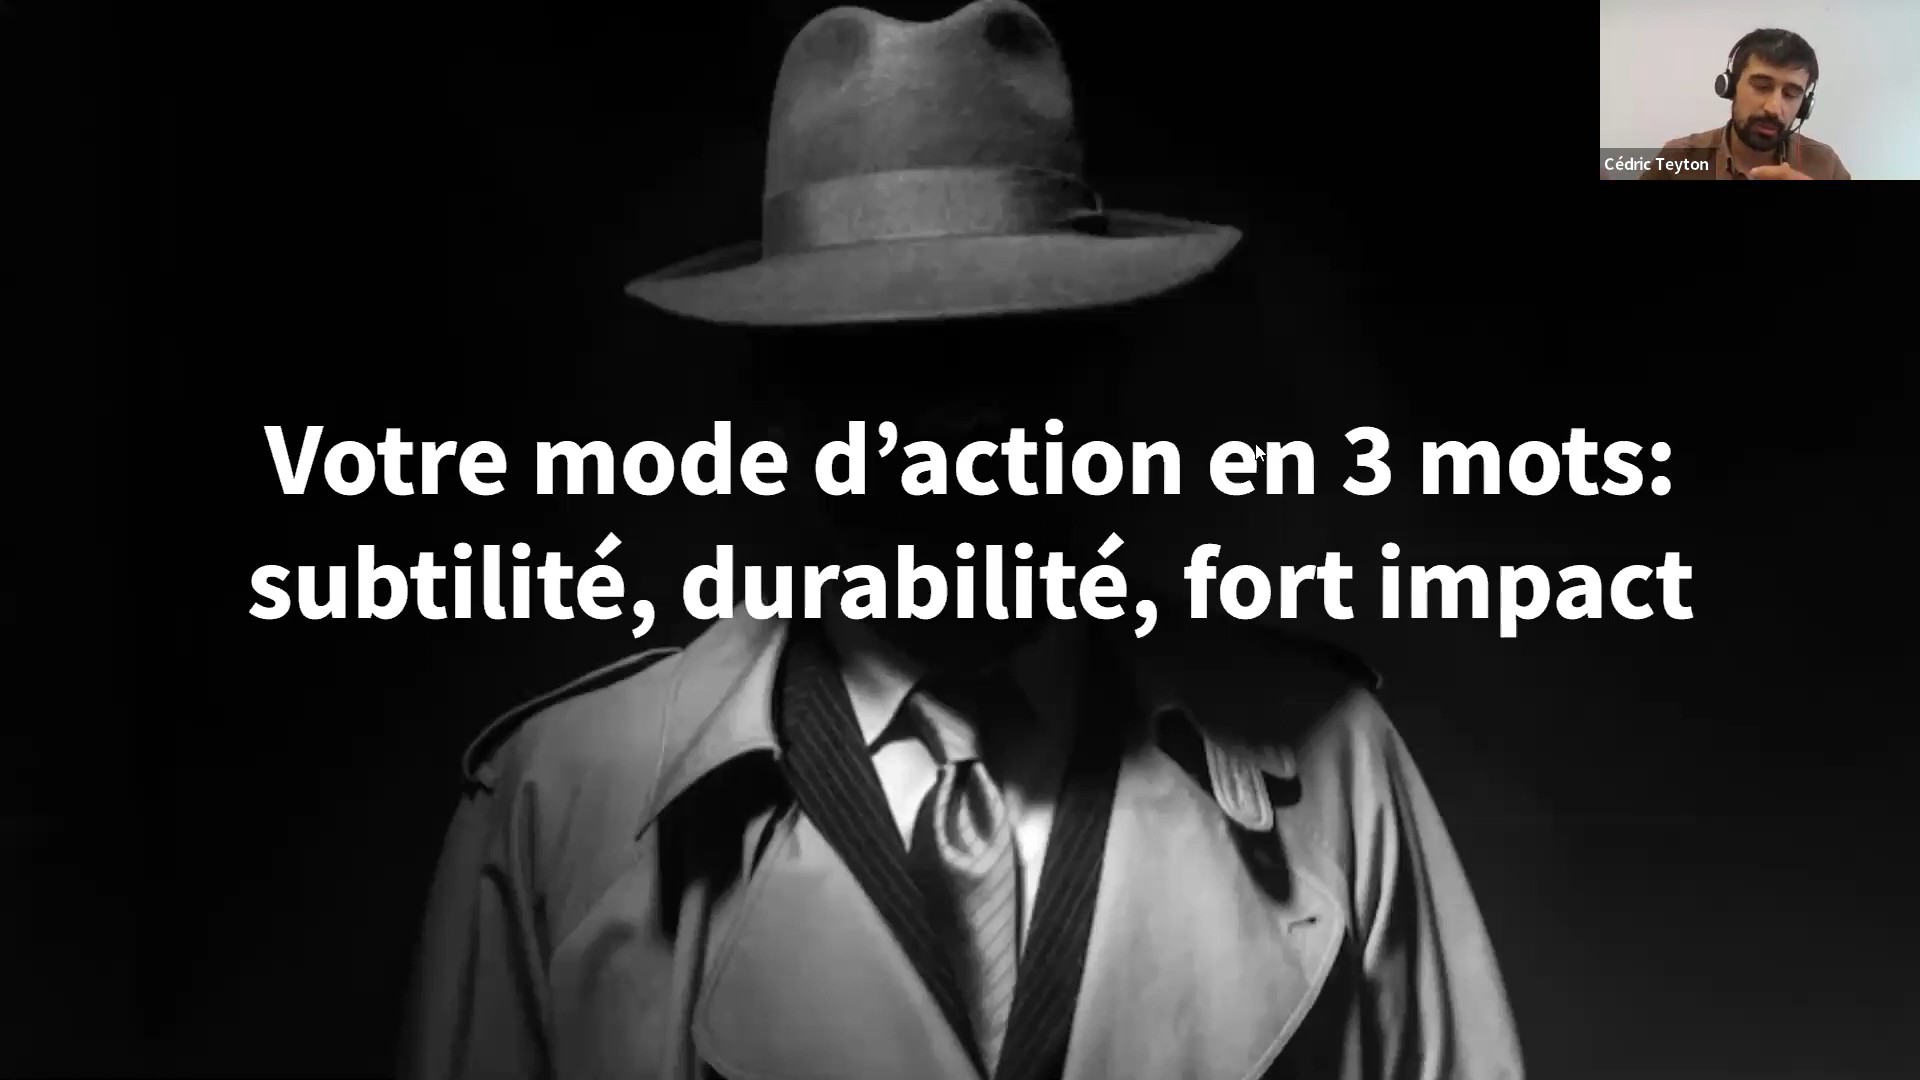 Cédric Teyton
Votre mode d’action en 3 mots:
subtilité, durabilité, fort impact